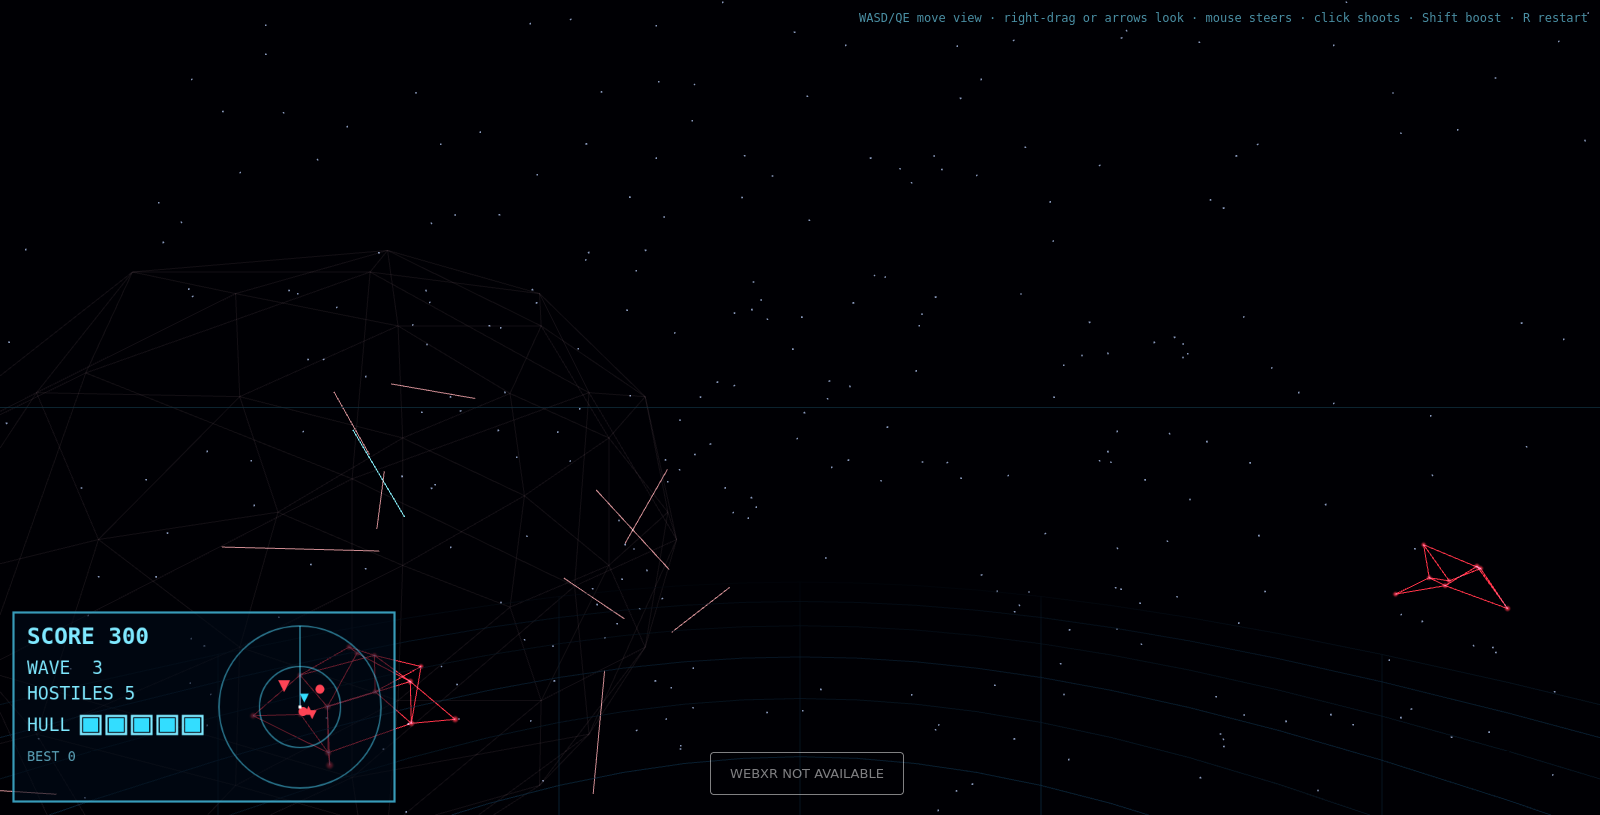 WASD/QE move view · right-drag or arrows look · mouse steers · click shoots · Shift boost · R restart
SCORE 300
WAVE 3
HOSTILES 5
HULL
BEST 0
WEBXR NOT AVAILABLE